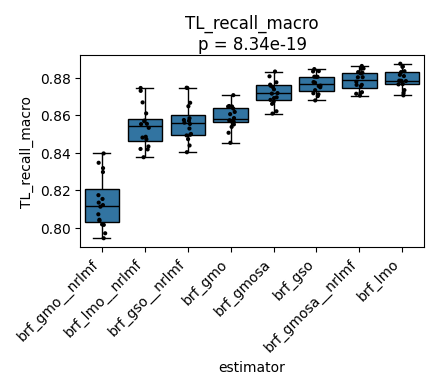 TL_recall_macro
p = 8.34e-19
TL_recall_macro
0.88
0.86
0.84
0.82
0.80
brf_gmo__nrlmf
brf_lmo__nrlmf
brf_gso__nrlmf
brf_gmo
brf_gmosa
brf_gso
brf_gmosa__nrlmf
brf_lmo
estimator